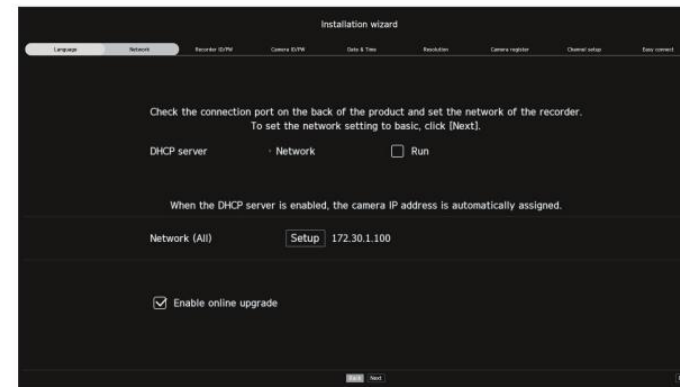 Installation wizard
Language Network Recorder ID/PW Camera ID/PW Date & Time Resolution Camera register Channel setup Easy connect
Check the connection port on the back of the product and set the network of the recorder.
To set the network setting to basic, click [Next].
DHCP server · Network Run
When the DHCP server is enabled, the camera IP address is automatically assigned.
Network (All) Setup 172.30.1.100
Enable online upgrade
Next